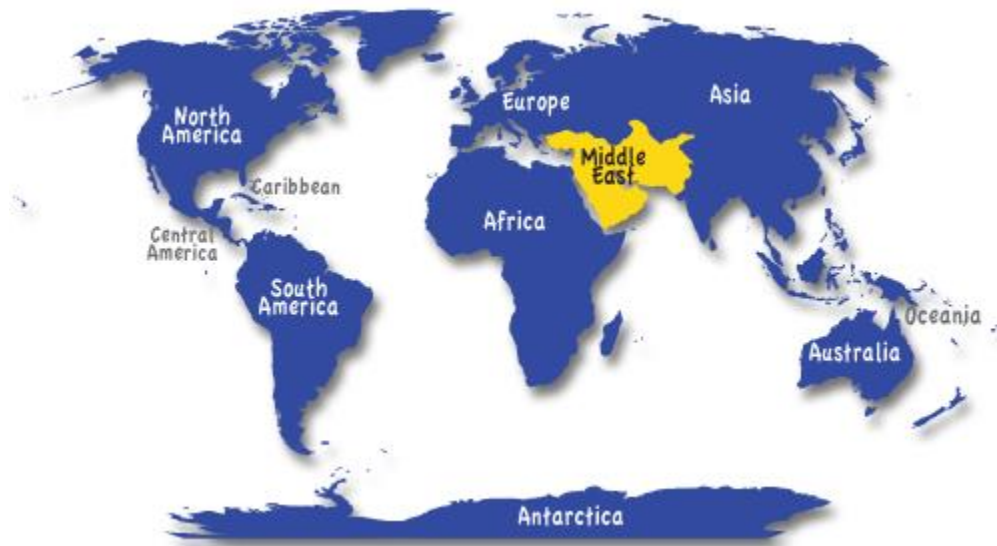 Europe
Asia
North
America
Middle
East
Caribbean
Africa
Central
America
South
America
Oceania
Australia
Antarctica